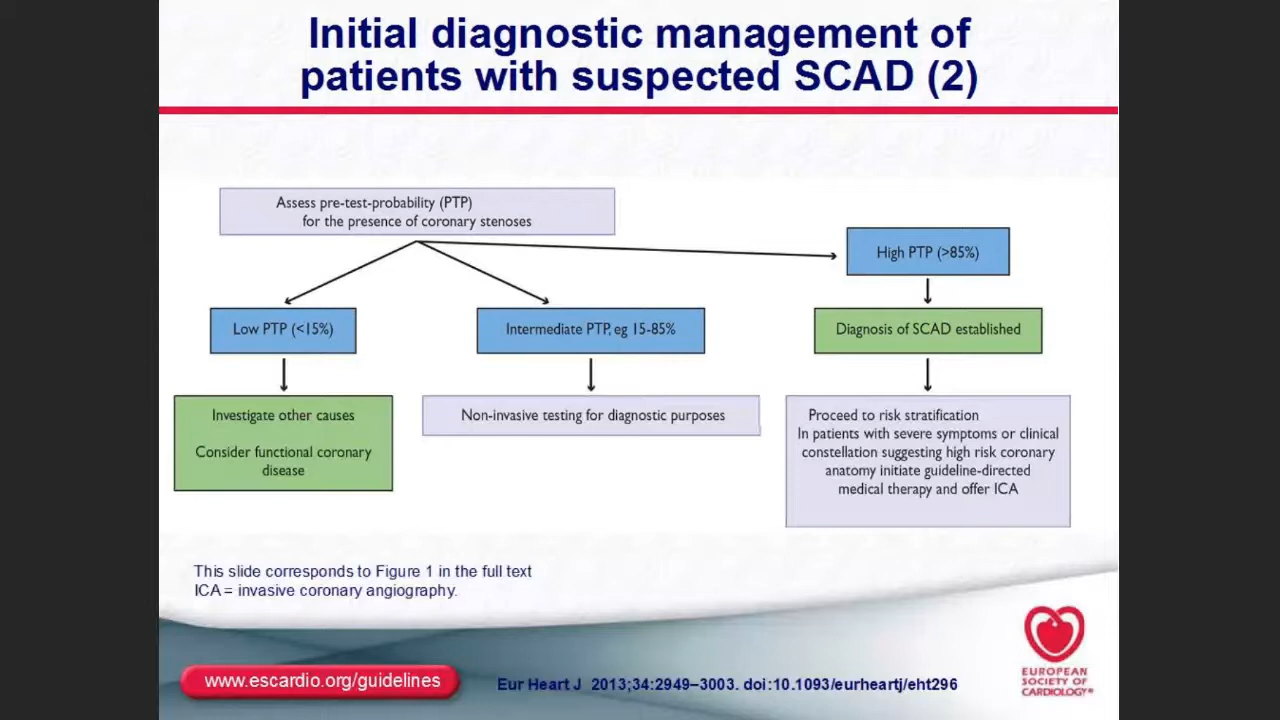 Initial diagnostic management of
patients with suspected SCAD (2)
Assess pre-test-probability (PTP)
for the presence of coronary stenoses
High PTP (>85%)
Low PTP (<15%)
Intermediate PTP, eg 15-85%
Diagnosis of SCAD established
Investigate other causes
Consider functional coronary
disease
Non-invasive testing for diagnostic purposes
Proceed to risk stratification
In patients with severe symptoms or clinical
constellation suggesting high risk coronary
anatomy initiate guideline-directed
medical therapy and offer ICA
This slide corresponds to Figure 1 in the full text
ICA = invasive coronary angiography.
www.escardio.org/guidelines
Eur Heart J 2013;34:2949–3003. doi:10.1093/eurheartj/eht296
EUROPEAN
SOCIETY OF
CARDIOLOGY®